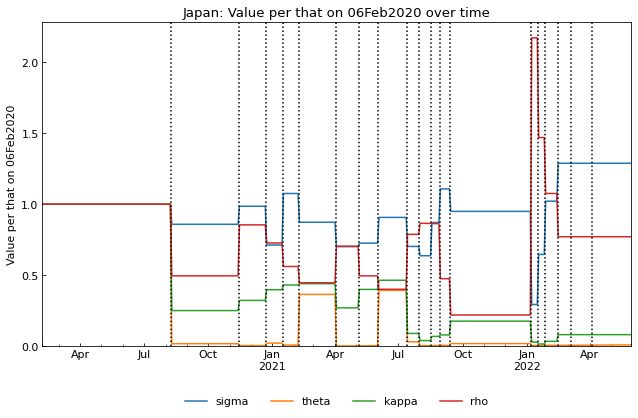 Japan: Value per that on 06Feb2020 over time
Value per that on 06Feb2020
2.0
1.5
1.0
0.5
0.0
Apr Jul Oct Jan Apr Jul Oct Jan Apr
2021 2022
sigma theta kappa rho